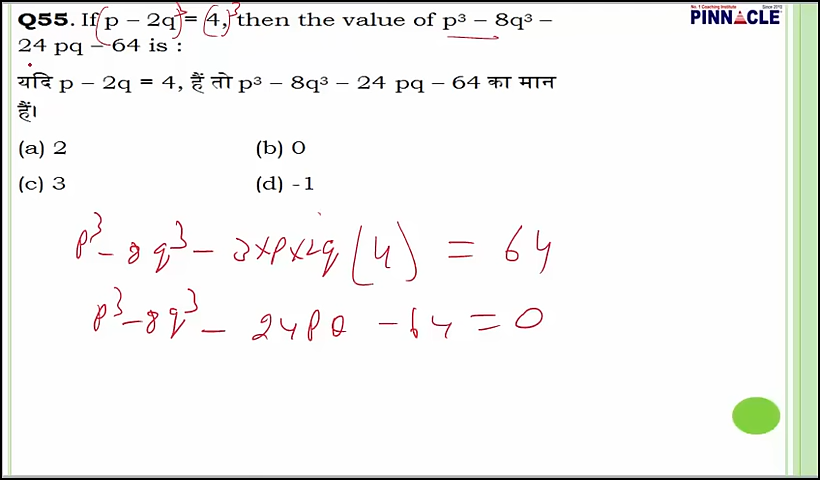 No. 1 Coaching Institute Since 2010
PINNACLE
Q55. If (p – 2q)³ = (4,)³ then the value of p³ – 8q³ –
24 pq – 64 is :
यदि p – 2q = 4, हैं तो p³ – 8q³ – 24 pq – 64 का मान
हैं।
(a) 2 (b) 0
(c) 3 (d) -1
p³ – 8q³ – 3×p×2q(4) = 64
p³ – 8q³ – 24pq – 64 = 0